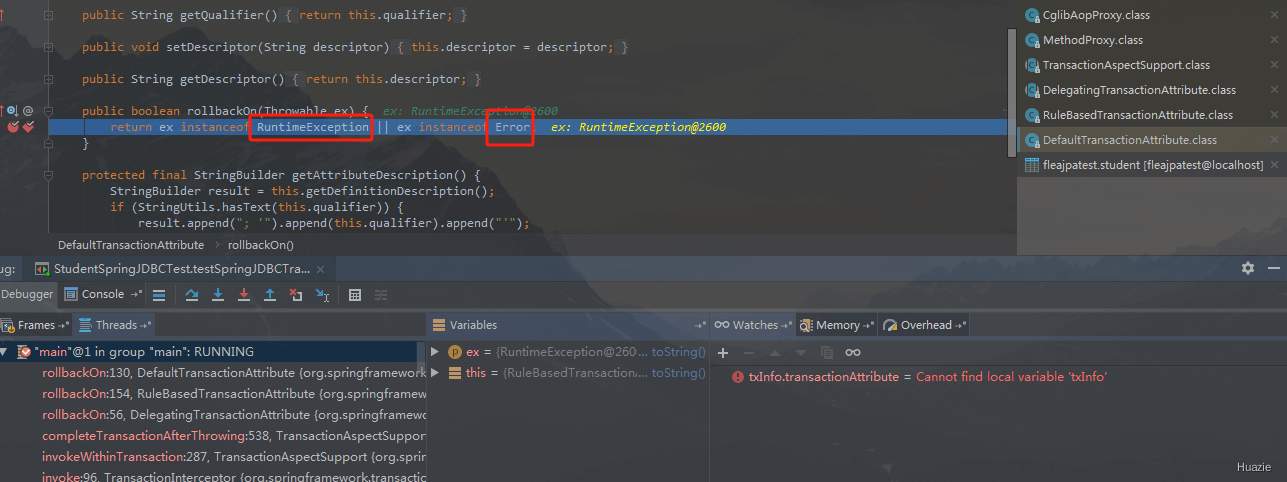 public String getQualifier() { return this.qualifier; }
CglibAopProxy.class
public void setDescriptor(String descriptor) { this.descriptor = descriptor; }
MethodProxy.class
TransactionAspectSupport.class
public String getDescriptor() { return this.descriptor; }
DelegatingTransactionAttribute.class
public boolean rollbackOn(Throwable ex) { ex: RuntimeException@2600
RuleBasedTransactionAttribute.class
return ex instanceof RuntimeException || ex instanceof Error; ex: RuntimeException@2600
}
DefaultTransactionAttribute.class
fleajpatest.student [fleajpatest@localhost]
protected final StringBuilder getAttributeDescription() {
StringBuilder result = this.getDefinitionDescription();
if (StringUtils.hasText(this.qualifier)) {
result.append("; '").append(this.qualifier).append("'");
DefaultTransactionAttribute › rollbackOn()
ug: StudentSpringJDBCTest.testSpringJDBCTra...
Debugger Console
Frames Threads Variables Watches Memory Overhead
"main"@1 in group "main": RUNNING
ex = {RuntimeException@260... toString()
rollbackOn:130, DefaultTransactionAttribute {org.springframework
this = {RuleBasedTransaction... toString()
txInfo.transactionAttribute = Cannot find local variable 'txInfo'
rollbackOn:154, RuleBasedTransactionAttribute {org.springframew
rollbackOn:56, DelegatingTransactionAttribute {org.springframew
completeTransactionAfterThrowing:538, TransactionAspectSuppor
invokeWithinTransaction:287, TransactionAspectSupport {org.sprin
invoke:96, TransactionInterceptor {org.springframework.transactic
Huazie